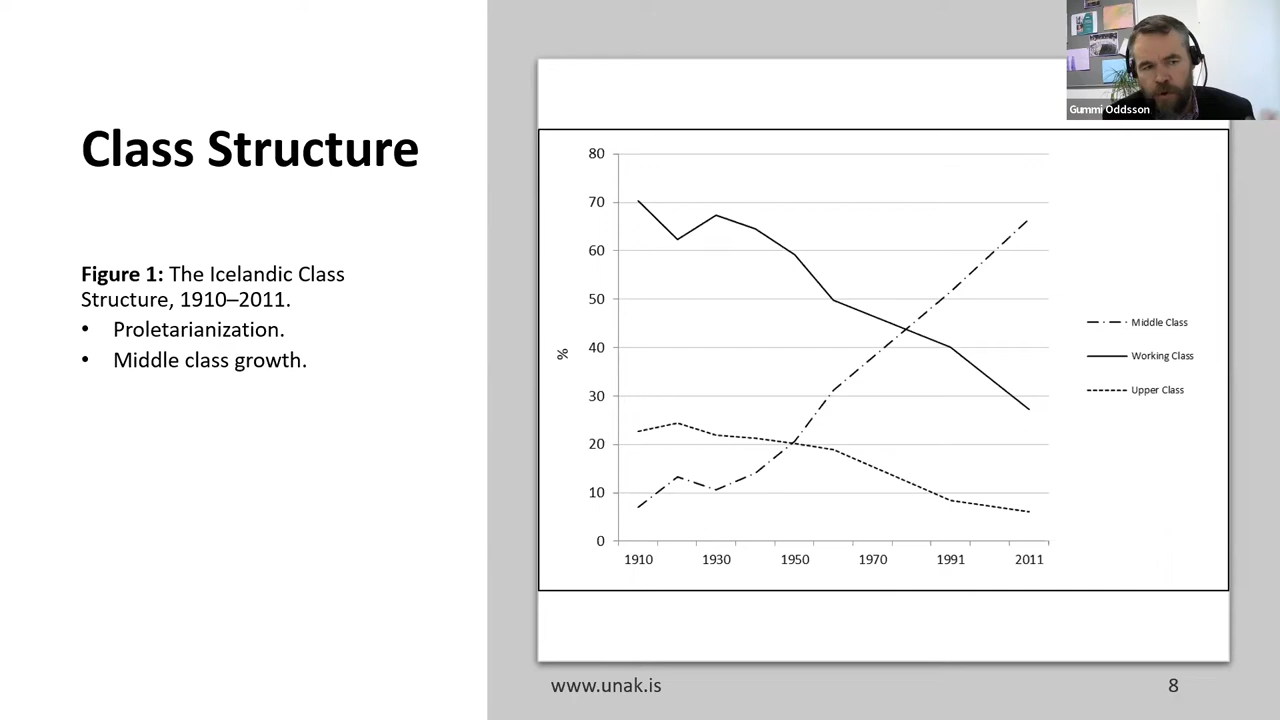 Class Structure
Figure 1: The Icelandic Class
Structure, 1910–2011.
• Proletarianization.
• Middle class growth.
Gummi Oddsson
80
70
60
50
40
30
20
10
0
%
1910 1930 1950 1970 1991 2011
Middle Class
Working Class
Upper Class
www.unak.is
8